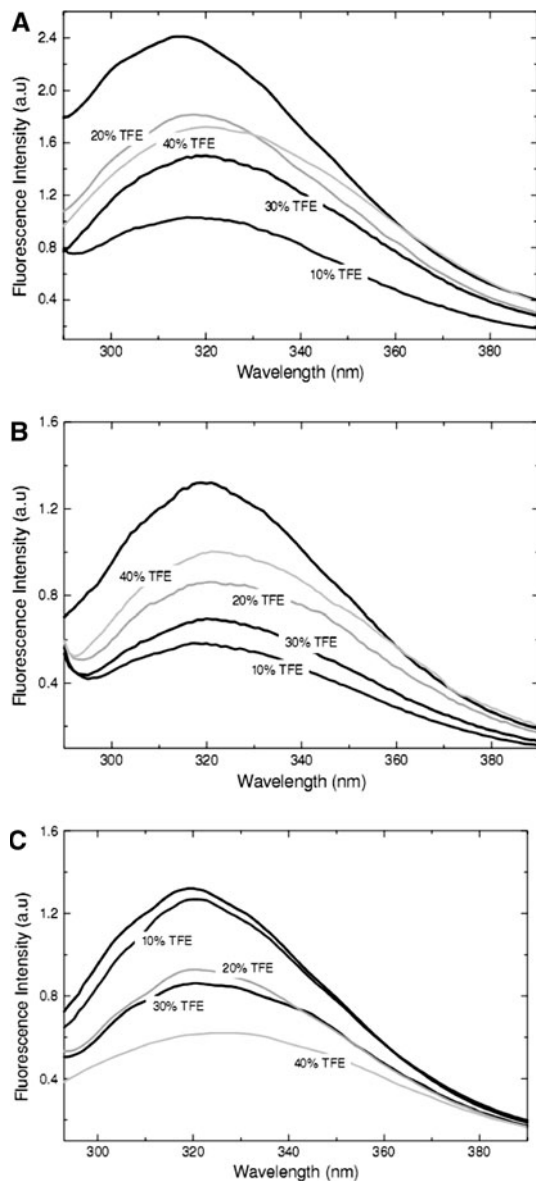 A
Fluorescence Intensity (a.u)
2.4
2.0
1.6
1.2
0.8
0.4
20% TFE
40% TFE
30% TFE
10% TFE
300 320 340 360 380
Wavelength (nm)
B
Fluorescence Intensity (a.u)
1.6
1.2
0.8
0.4
40% TFE
20% TFE
30% TFE
10% TFE
300 320 340 360 380
Wavelength (nm)
C
Fluorescence Intensity (a.u)
1.6
1.2
0.8
0.4
10% TFE
20% TFE
30% TFE
40% TFE
300 320 340 360 380
Wavelength (nm)